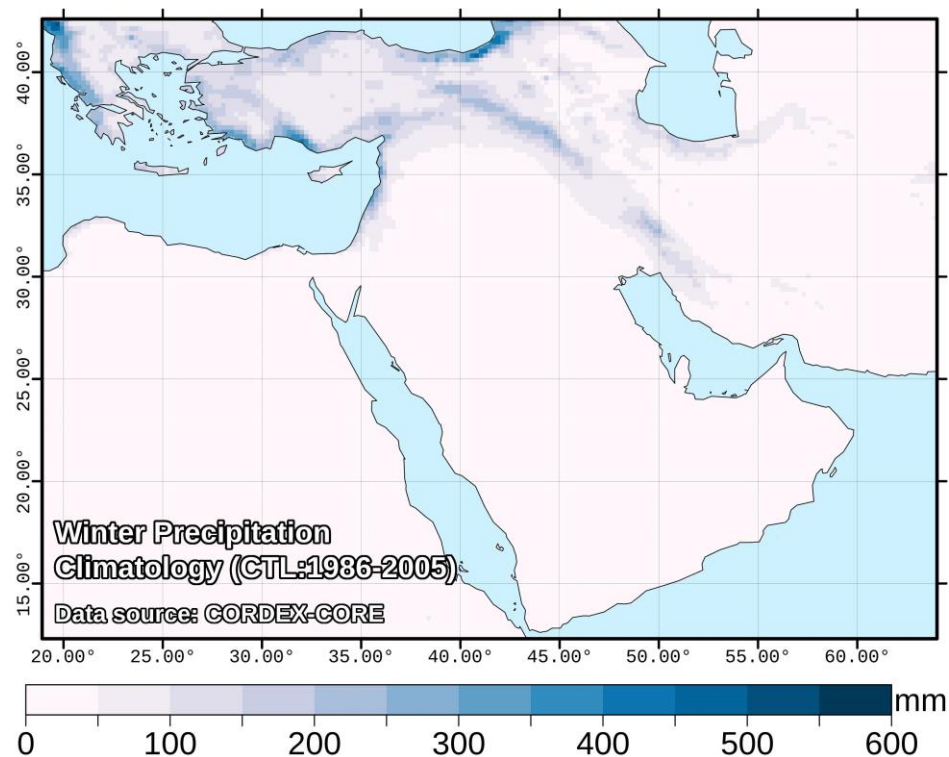 40.00°
35.00°
30.00°
25.00°
20.00°
15.00°
Winter Precipitation
Climatology (CTL:1986-2005)
Data source: CORDEX-CORE
20.00° 25.00° 30.00° 35.00° 40.00° 45.00° 50.00° 55.00° 60.00°
mm
0 100 200 300 400 500 600